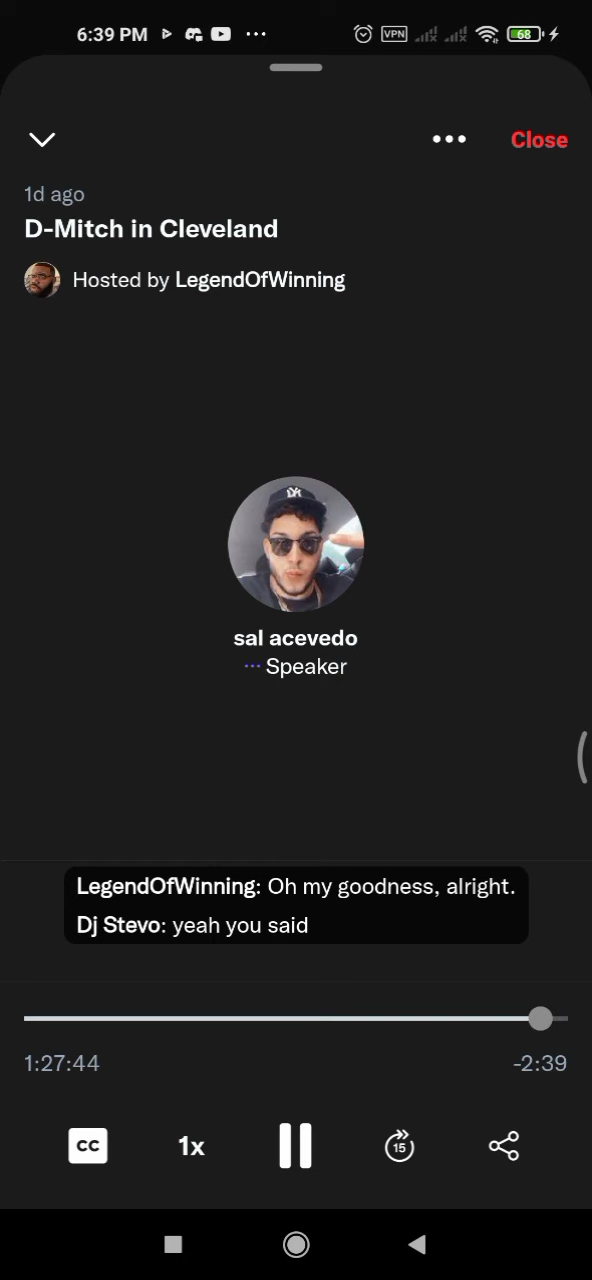 6:39 PM
VPN
68
Close
1d ago
D-Mitch in Cleveland
Hosted by LegendOfWinning
sal acevedo
Speaker
LegendOfWinning: Oh my goodness, alright.
Dj Stevo: yeah you said
1:27:44
-2:39
CC
1x
15